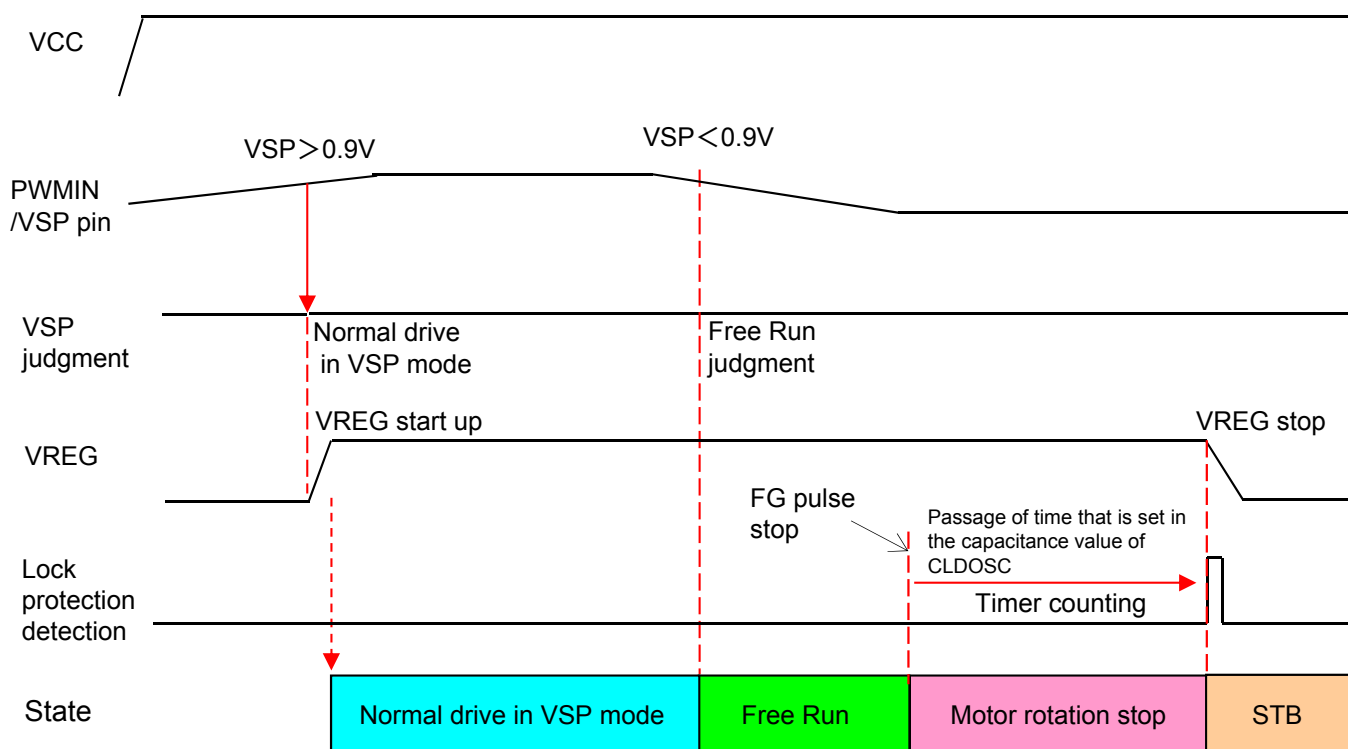 VCC
VSP＞0.9V
VSP＜0.9V
PWMIN
/VSP pin
VSP
judgment
Normal drive
in VSP mode
Free Run
judgment
VREG start up
VREG stop
VREG
FG pulse
stop
Passage of time that is set in
the capacitance value of
CLDOSC
Timer counting
Lock
protection
detection
State
Normal drive in VSP mode
Free Run
Motor rotation stop
STB